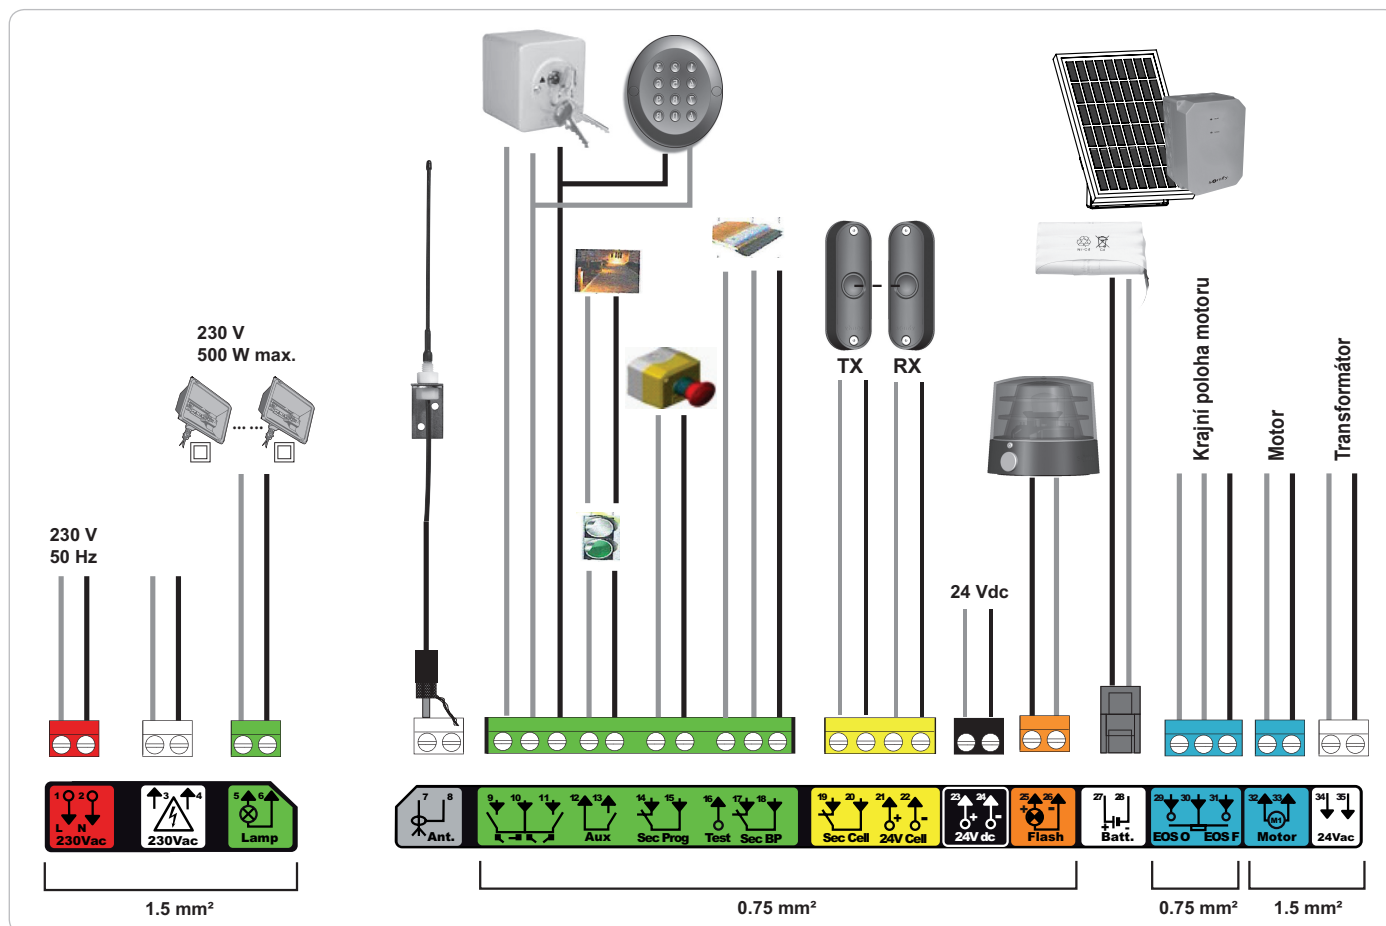 230 V
500 W max.
230 V
50 Hz
TX
RX
24 Vdc
Krajní poloha motoru
Motor
Transformátor
1 2
L N
230Vac
3 4
230Vac
5 6
Lamp
7 8
Ant.
9 10 11
12 13
Aux
14 15
Sec Prog
16
Test
17 18
Sec BP
19 20
Sec Cell
21 22
+ -
24V Cell
23 24
+ -
24V dc
25 26
+ -
Flash
27 28
+ -
Batt.
29 30 31
EOS O EOS F
32 33
M1
Motor
34 35
24Vac
1.5 mm²
0.75 mm²
0.75 mm²
1.5 mm²